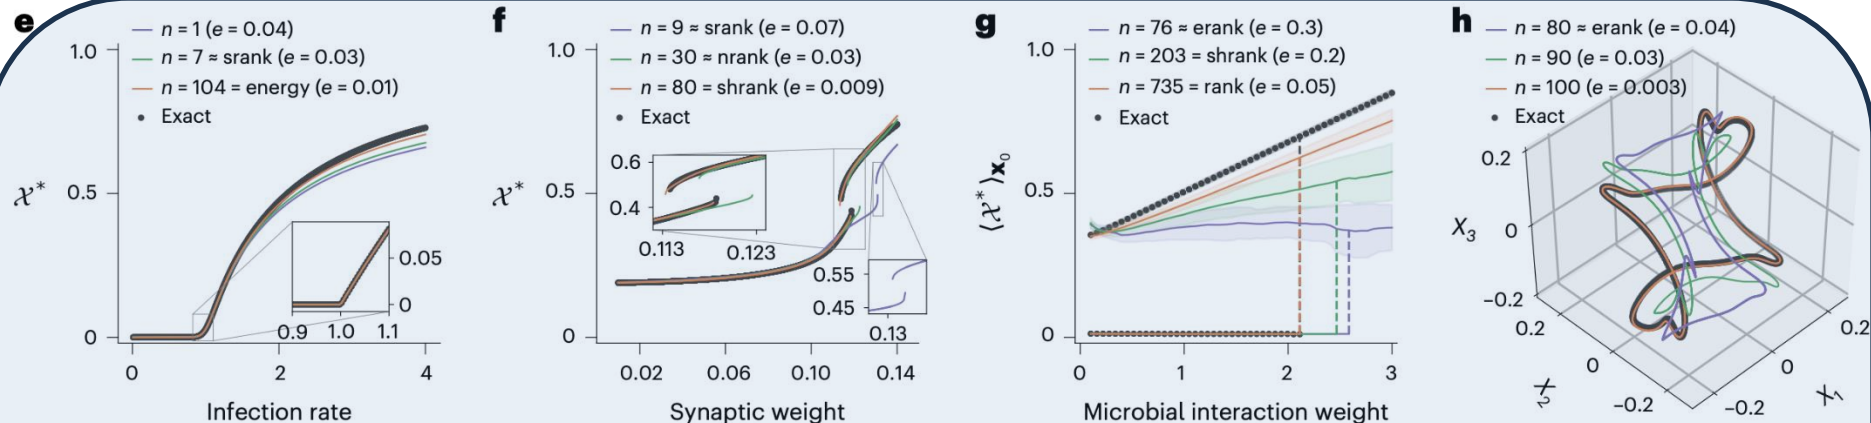 e
n = 1 (e = 0.04)
n = 7 ≈ srank (e = 0.03)
n = 104 = energy (e = 0.01)
Exact
1.0
0.5
0
𝒳*
0.05
0
0.9 1.0 1.1
0 2 4
Infection rate
f
n = 9 ≈ srank (e = 0.07)
n = 30 ≈ nrank (e = 0.03)
n = 80 = shrank (e = 0.009)
Exact
1.0
0.5
0
𝒳*
0.6
0.4
0.113 0.123
0.55
0.45
0.13
0.02 0.06 0.10 0.14
Synaptic weight
g
n = 76 ≈ erank (e = 0.3)
n = 203 = shrank (e = 0.2)
n = 735 = rank (e = 0.05)
Exact
1.0
0.5
0
⟨𝒳*⟩x₀
0 1 2 3
Microbial interaction weight
h
n = 80 ≈ erank (e = 0.04)
n = 90 (e = 0.03)
n = 100 (e = 0.003)
Exact
0.2
0
−0.2
X₃
0.2
0
−0.2
X₂
0.2
0
−0.2
X₁